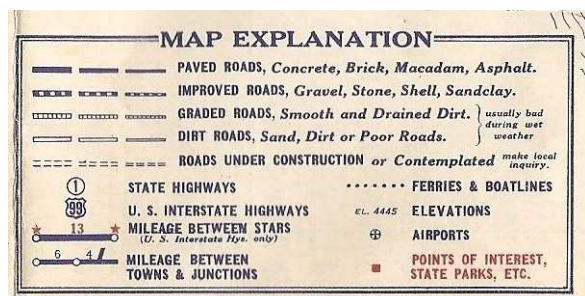 MAP EXPLANATION
PAVED ROADS, Concrete, Brick, Macadam, Asphalt.
IMPROVED ROADS, Gravel, Stone, Shell, Sandclay.
GRADED ROADS, Smooth and Drained Dirt.
DIRT ROADS, Sand, Dirt or Poor Roads.
usually bad
during wet
weather
ROADS UNDER CONSTRUCTION or Contemplated make local
inquiry.
1 STATE HIGHWAYS
99 U. S. INTERSTATE HIGHWAYS
13 MILEAGE BETWEEN STARS
(U. S. Interstate Hys. only)
6 4 MILEAGE BETWEEN
TOWNS & JUNCTIONS
FERRIES & BOATLINES
EL. 4445 ELEVATIONS
AIRPORTS
POINTS OF INTEREST,
STATE PARKS, ETC.